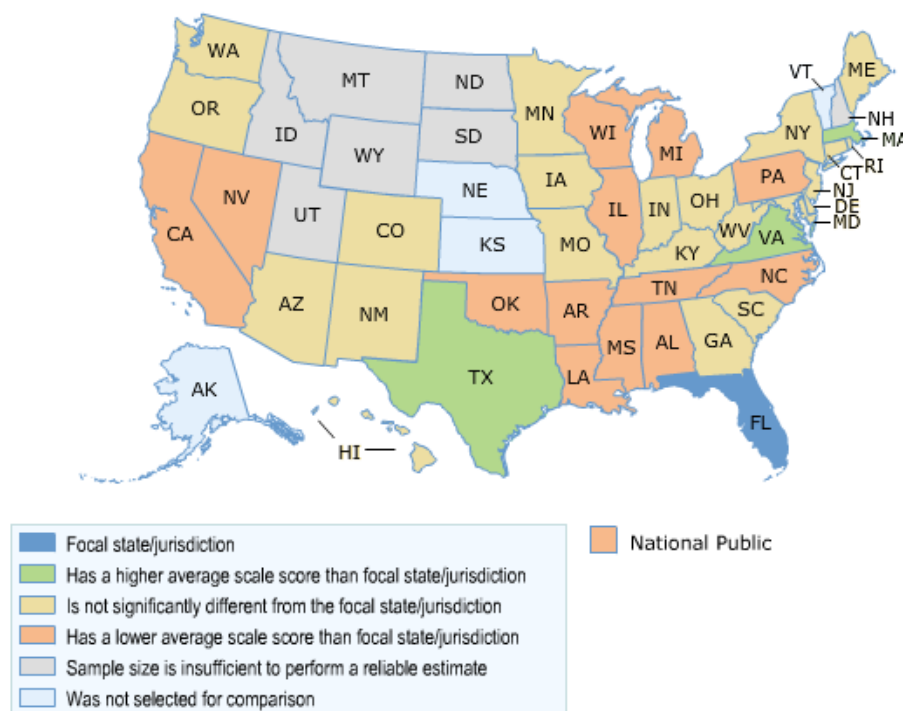 WA
MT
ND
VT
ME
OR
MN
NH
ID
SD
WI
NY
MA
WY
MI
RI
CT
NE
IA
PA
NJ
NV
IL
IN
OH
DE
UT
CO
WV
MD
CA
KS
MO
VA
KY
NC
TN
OK
AZ
NM
AR
SC
MS
AL
GA
TX
LA
AK
FL
HI
Focal state/jurisdiction
National Public
Has a higher average scale score than focal state/jurisdiction
Is not significantly different from the focal state/jurisdiction
Has a lower average scale score than focal state/jurisdiction
Sample size is insufficient to perform a reliable estimate
Was not selected for comparison